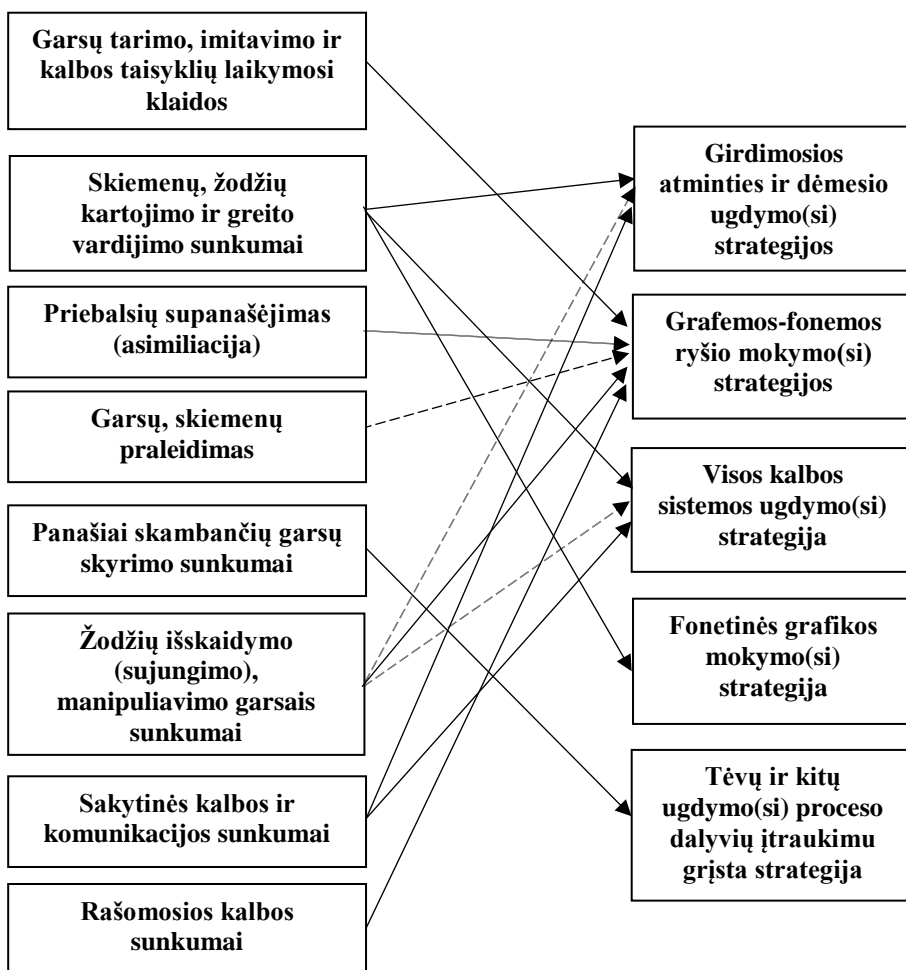 Garsų tarimo, imitavimo ir
kalbos taisyklių laikymosi
klaidos
Skiemenų, žodžių
kartojimo ir greito
vardijimo sunkumai
Priebalsių supanašėjimas
(asimiliacija)
Garsų, skiemenų
praleidimas
Panašiai skambančių garsų
skyrimo sunkumai
Žodžių išskaidymo
(sujungimo),
manipuliavimo garsais
sunkumai
Sakytinės kalbos ir
komunikacijos sunkumai
Rašomosios kalbos
sunkumai
Girdimosios
atminties ir dėmesio
ugdymo(si)
strategijos
Grafemos-fonemos
ryšio mokymo(si)
strategijos
Visos kalbos
sistemos ugdymo(si)
strategija
Fonetinės grafikos
mokymo(si)
strategija
Tėvų ir kitų
ugdymo(si) proceso
dalyvių įtraukimu
grįsta strategija